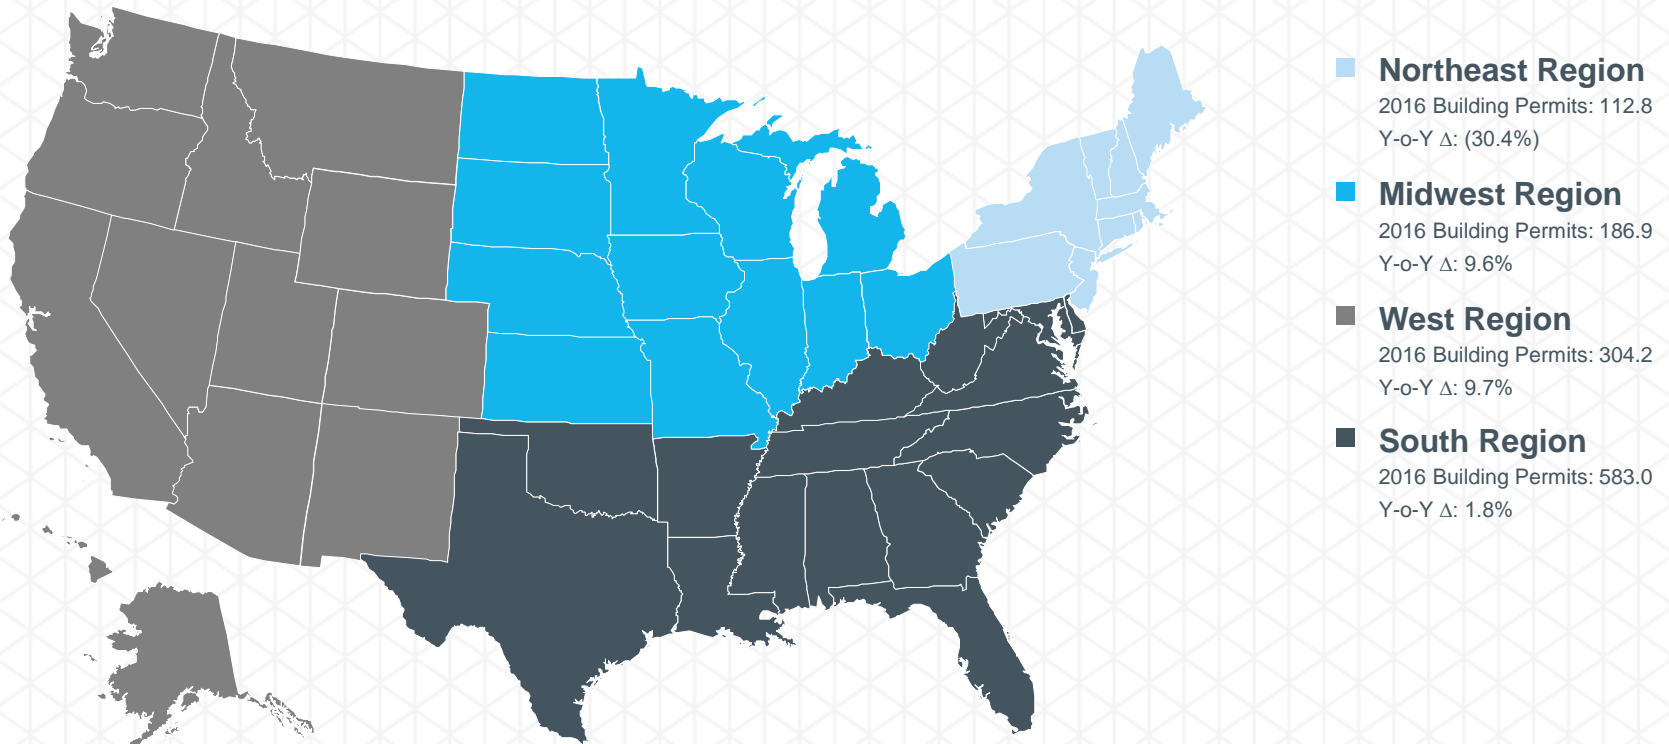 Northeast Region
2016 Building Permits: 112.8
Y-o-Y Δ: (30.4%)
Midwest Region
2016 Building Permits: 186.9
Y-o-Y Δ: 9.6%
West Region
2016 Building Permits: 304.2
Y-o-Y Δ: 9.7%
South Region
2016 Building Permits: 583.0
Y-o-Y Δ: 1.8%